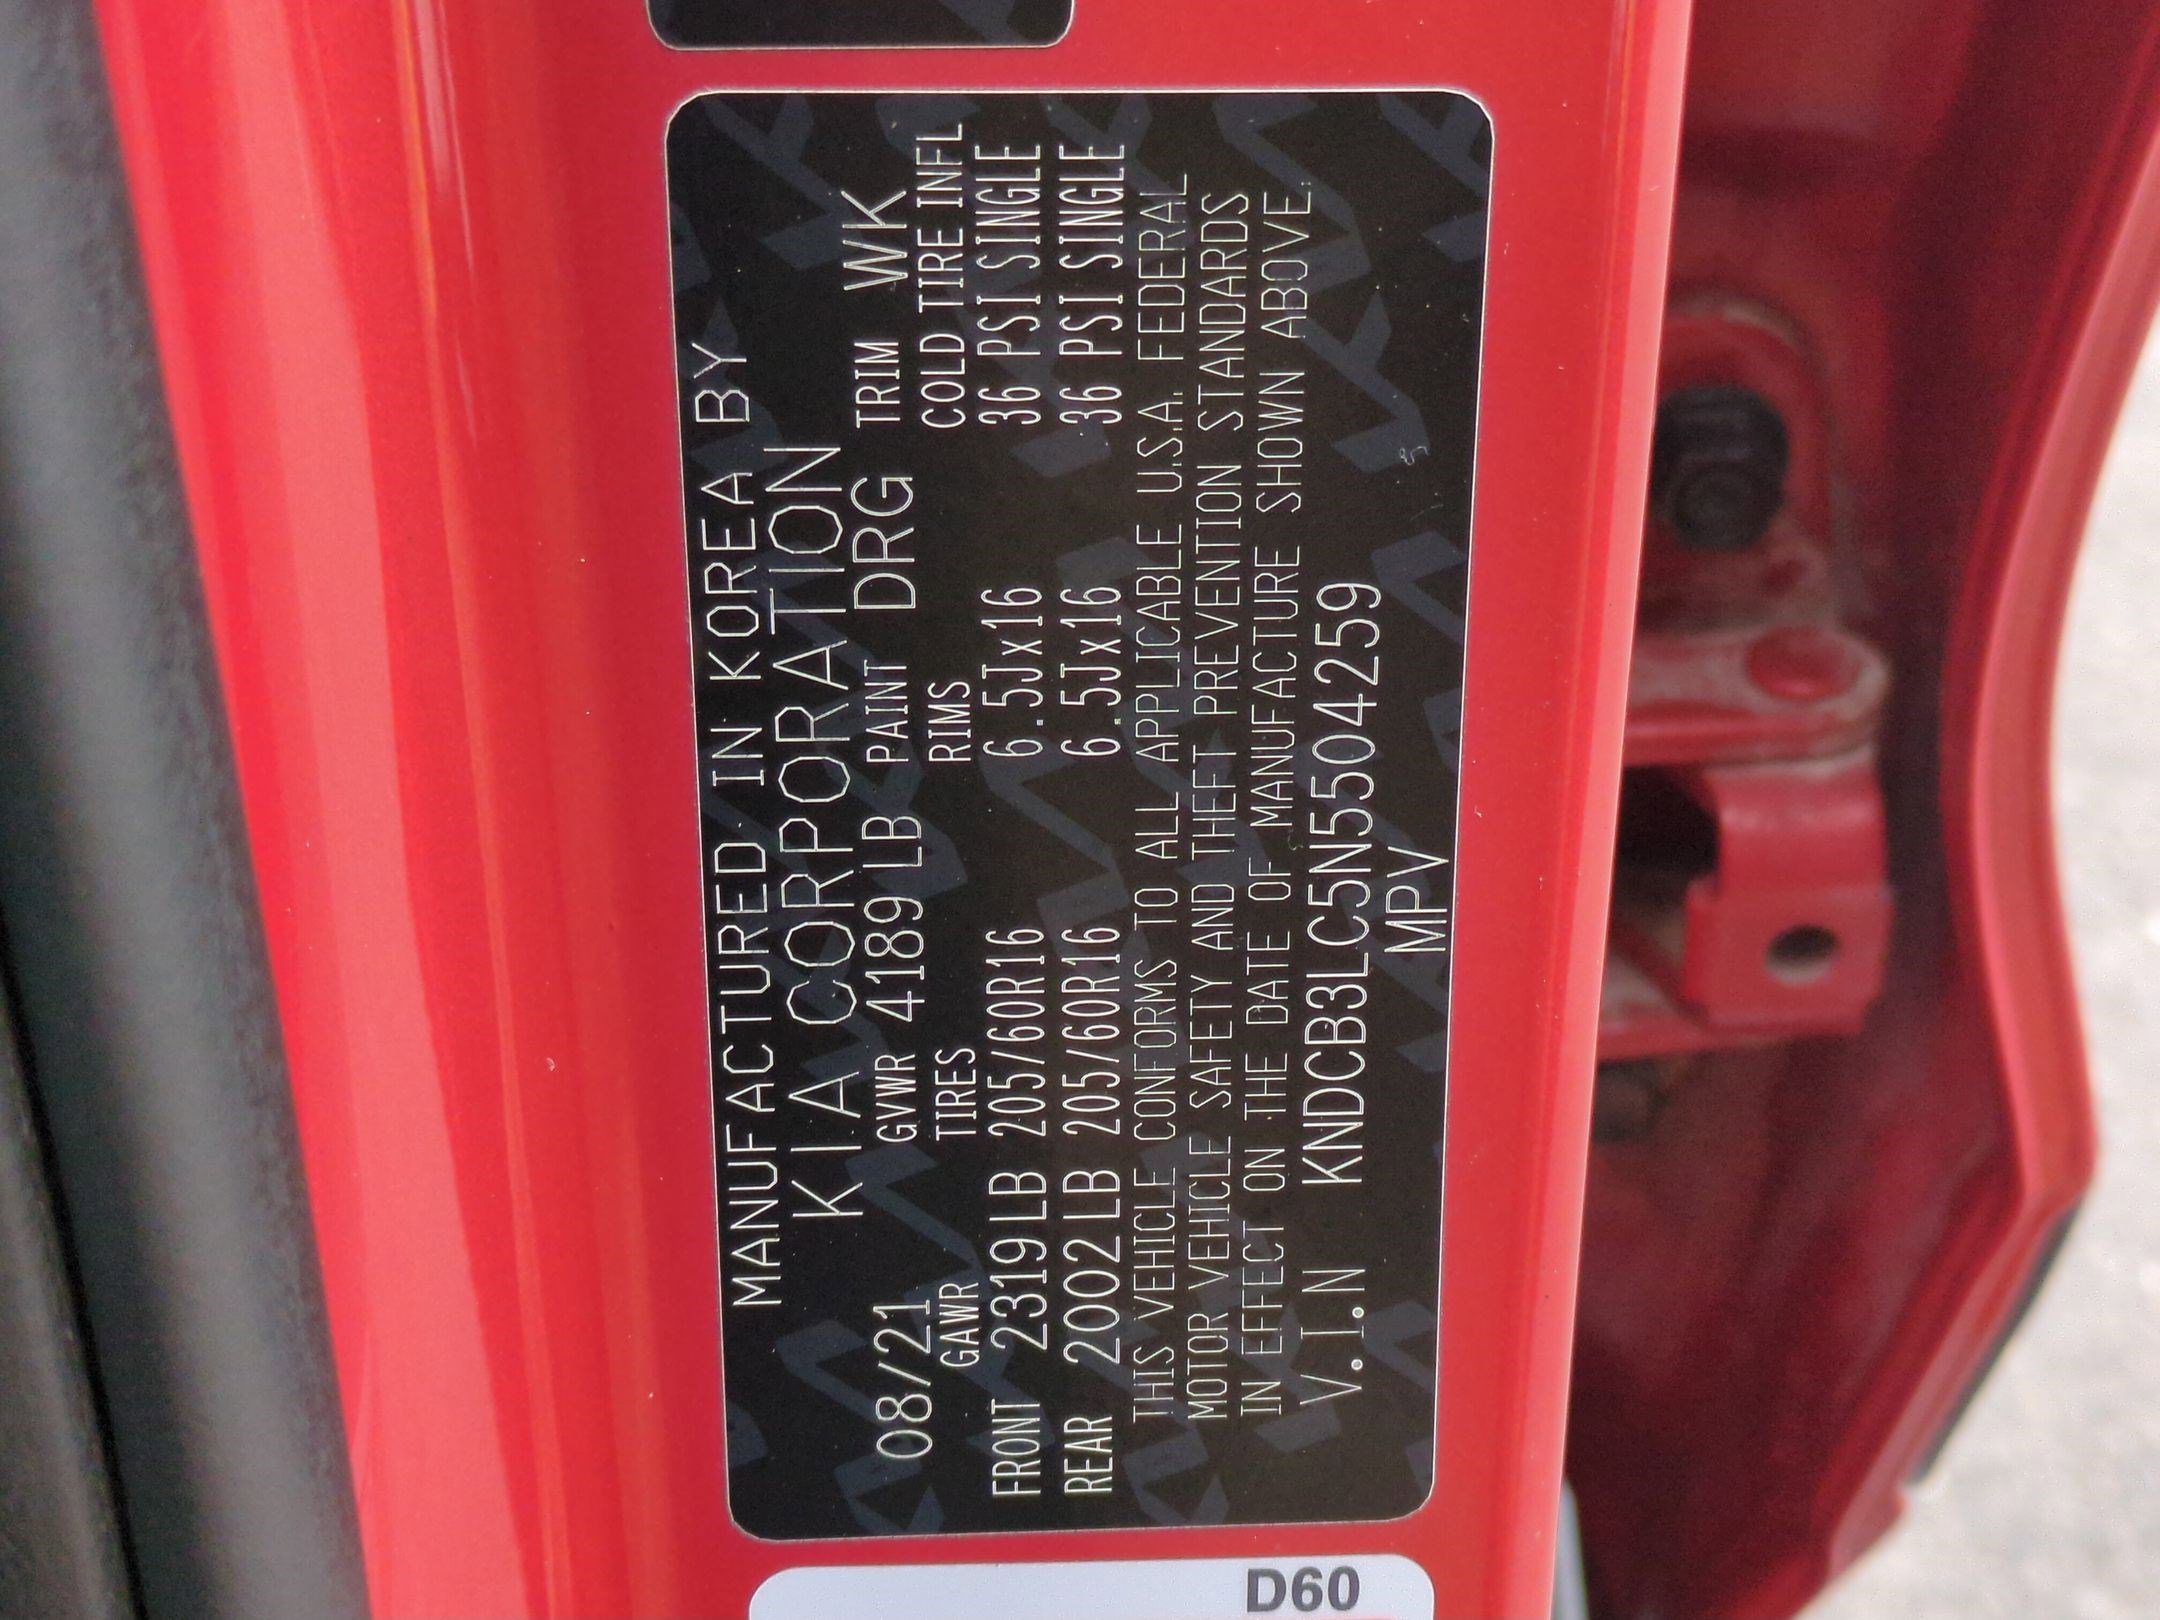 MANUFACTURED IN KOREA BY
KIA CORPORATION
08/21 GVWR 4189 LB PAINT DRG TRIM WK
GAWR TIRES RIMS COLD TIRE INFL
FRONT 2319 LB 205/60R16 6.5Jx16 36 PSI SINGLE
REAR 2002 LB 205/60R16 6.5Jx16 36 PSI SINGLE
THIS VEHICLE CONFORMS TO ALL APPLICABLE U.S.A. FEDERAL
MOTOR VEHICLE SAFETY AND THEFT PREVENTION STANDARDS
IN EFFECT ON THE DATE OF MANUFACTURE SHOWN ABOVE.
V.I.N KNDCB3LC5N5504259
MPV
D60